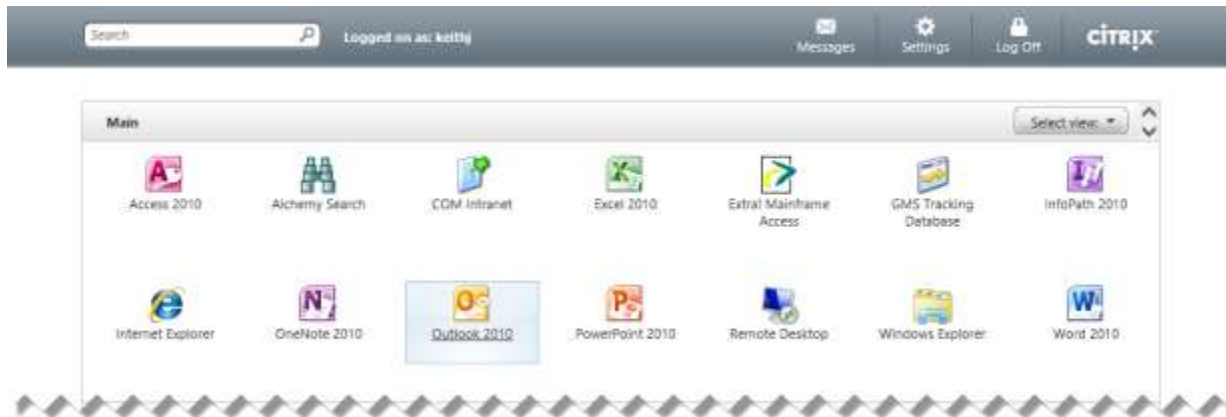 Search
Logged on as: keithj
Messages
Settings
Log Off
CITRIX
Main
Select view:
Access 2010
Alchemy Search
COM Intranet
Excel 2010
Extra! Mainframe
Access
GMS Tracking
Database
InfoPath 2010
Internet Explorer
OneNote 2010
Outlook 2010
PowerPoint 2010
Remote Desktop
Windows Explorer
Word 2010